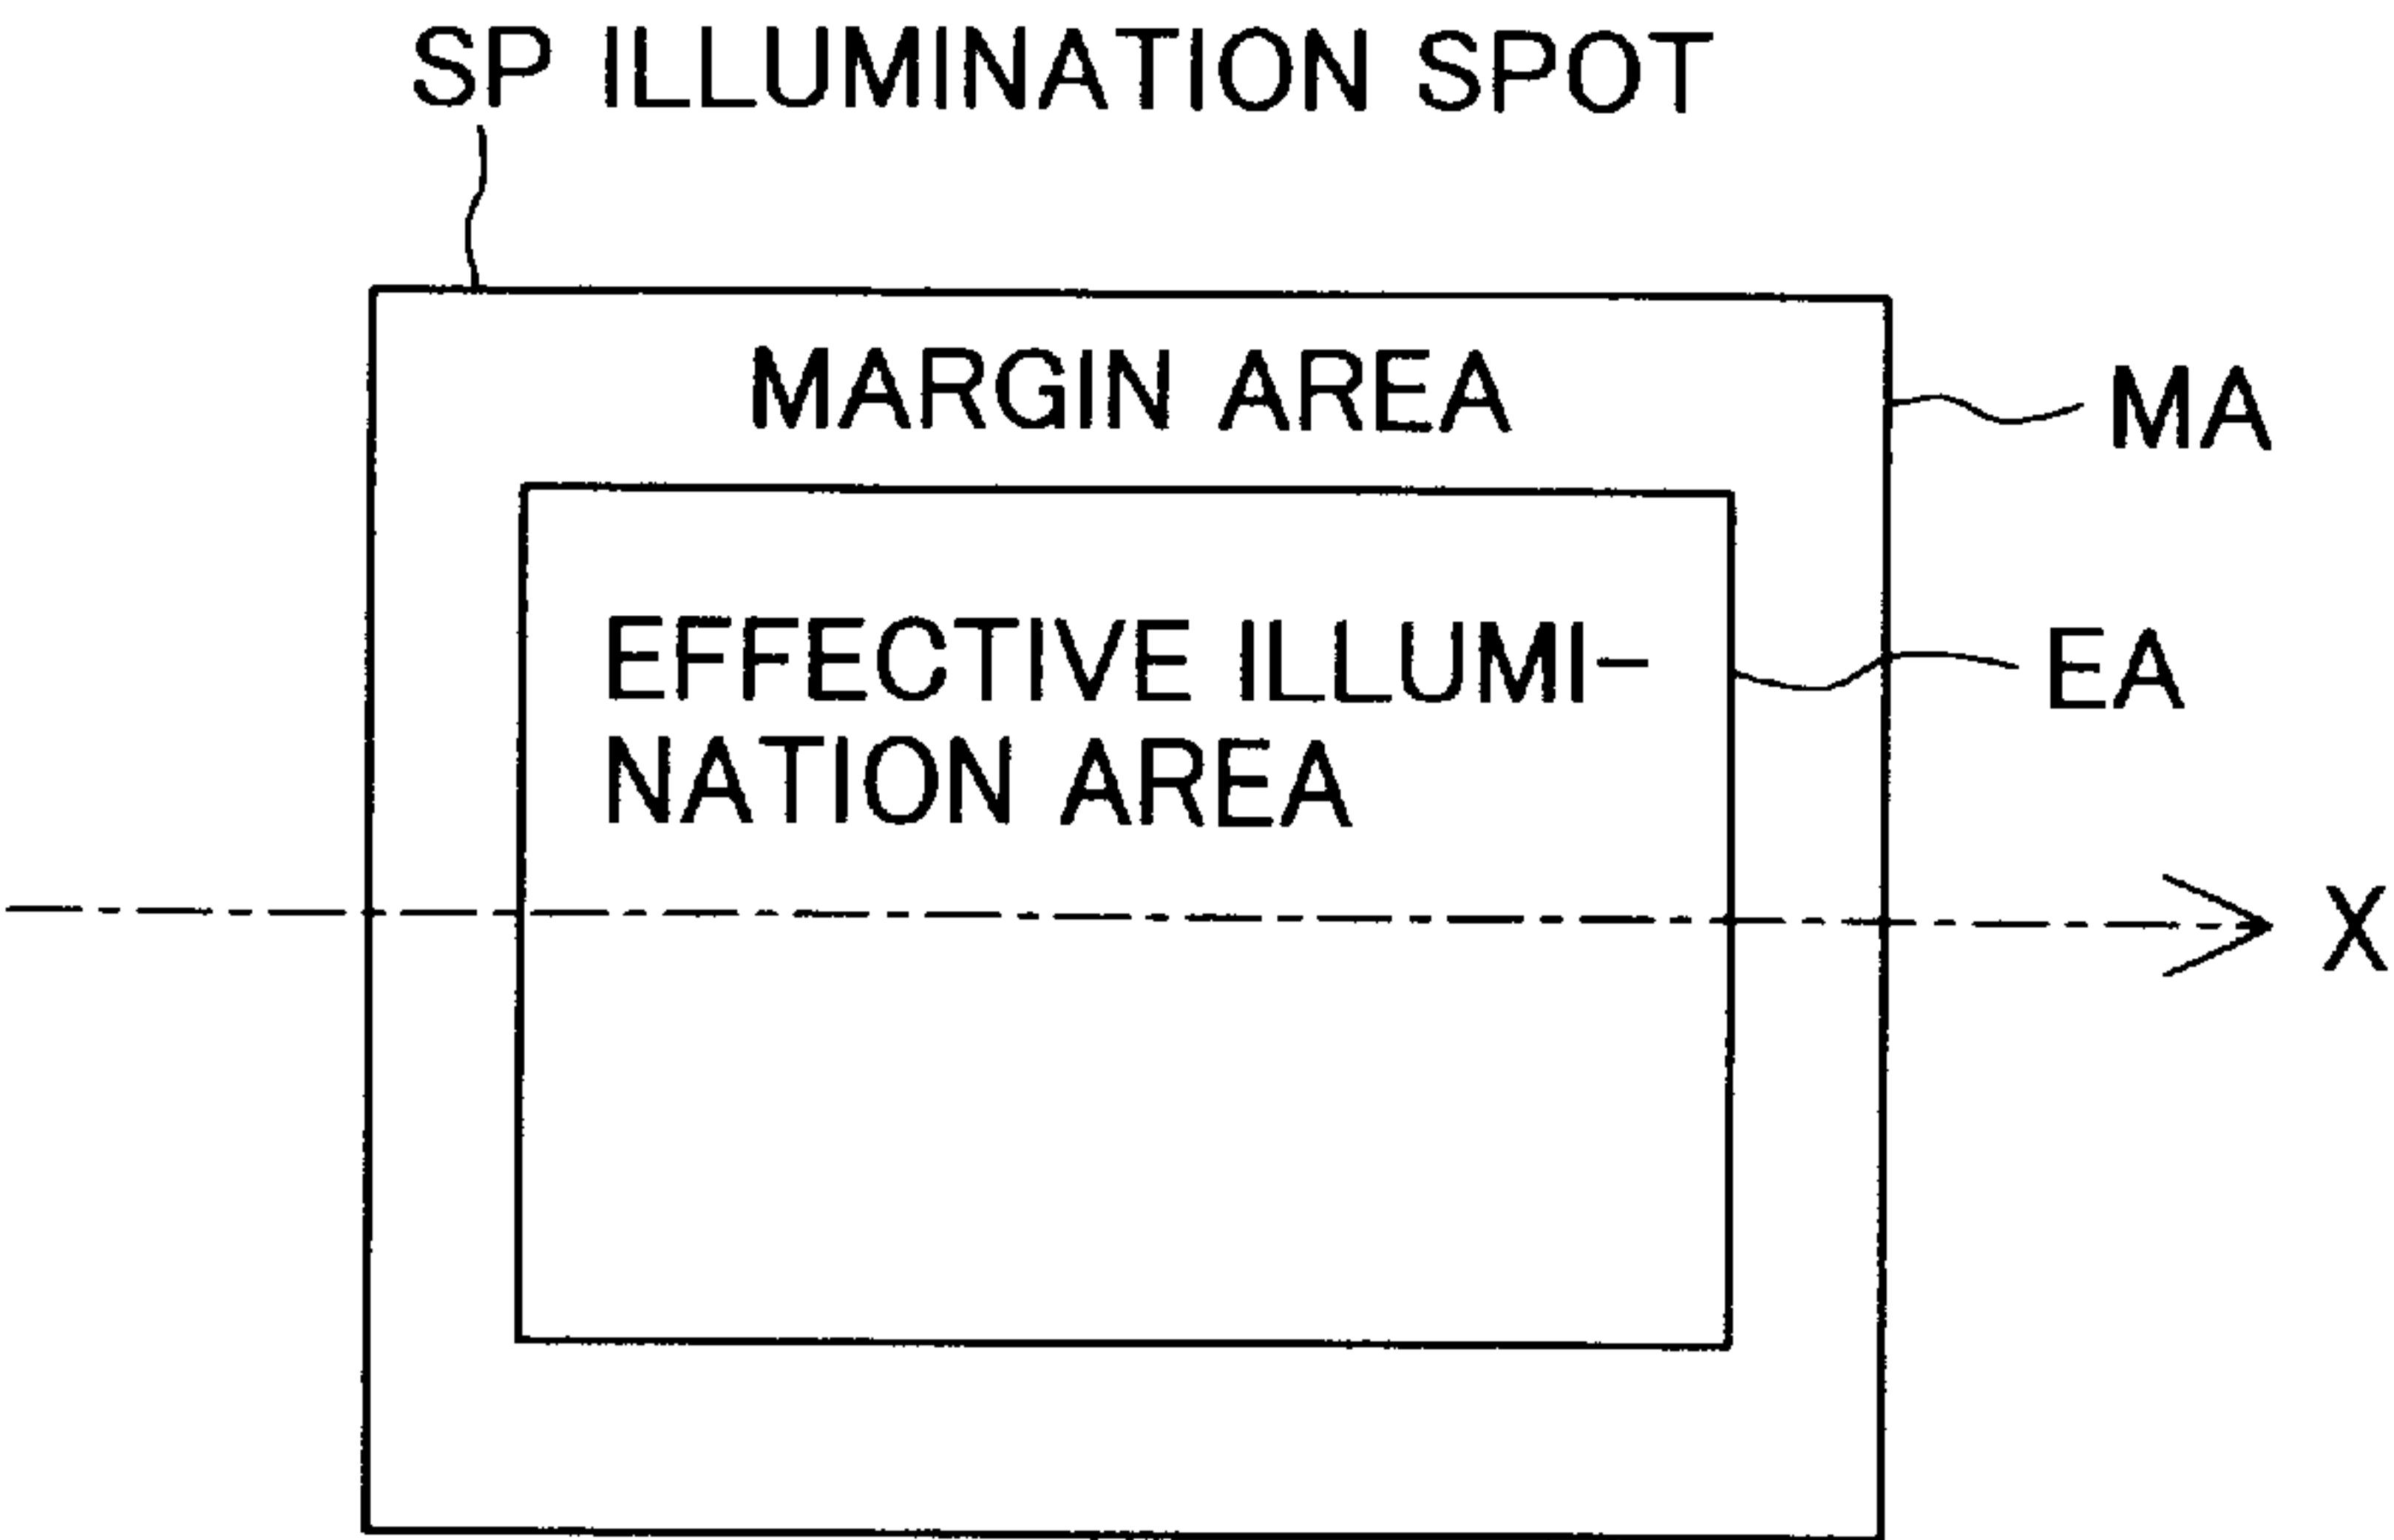 SP ILLUMINATION SPOT
MARGIN AREA
MA
EFFECTIVE ILLUMI-
NATION AREA
EA
X